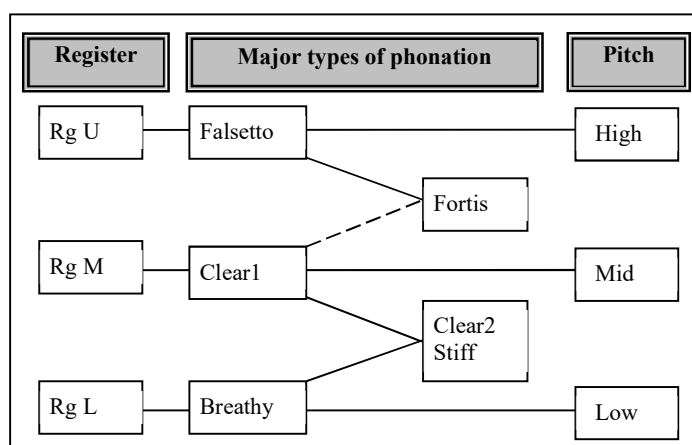 Register Major types of phonation Pitch
Rg U Falsetto High
Fortis
Rg M Clear1 Mid
Clear2
Stiff
Rg L Breathy Low